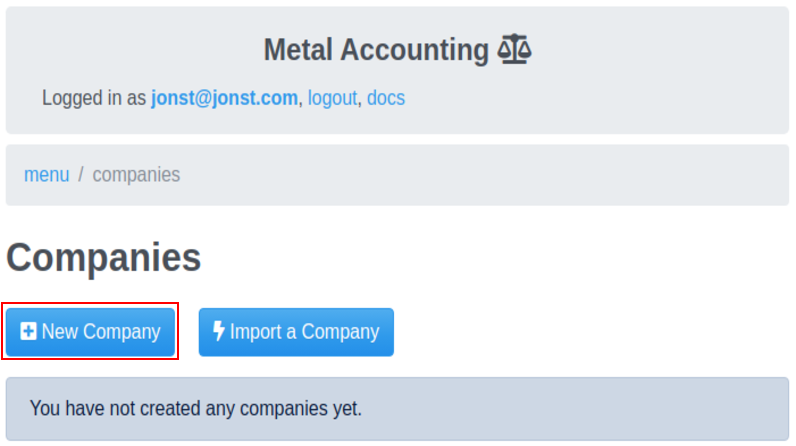 Metal Accounting
Logged in as jonst@jonst.com, logout, docs
menu / companies
Companies
New Company
Import a Company
You have not created any companies yet.